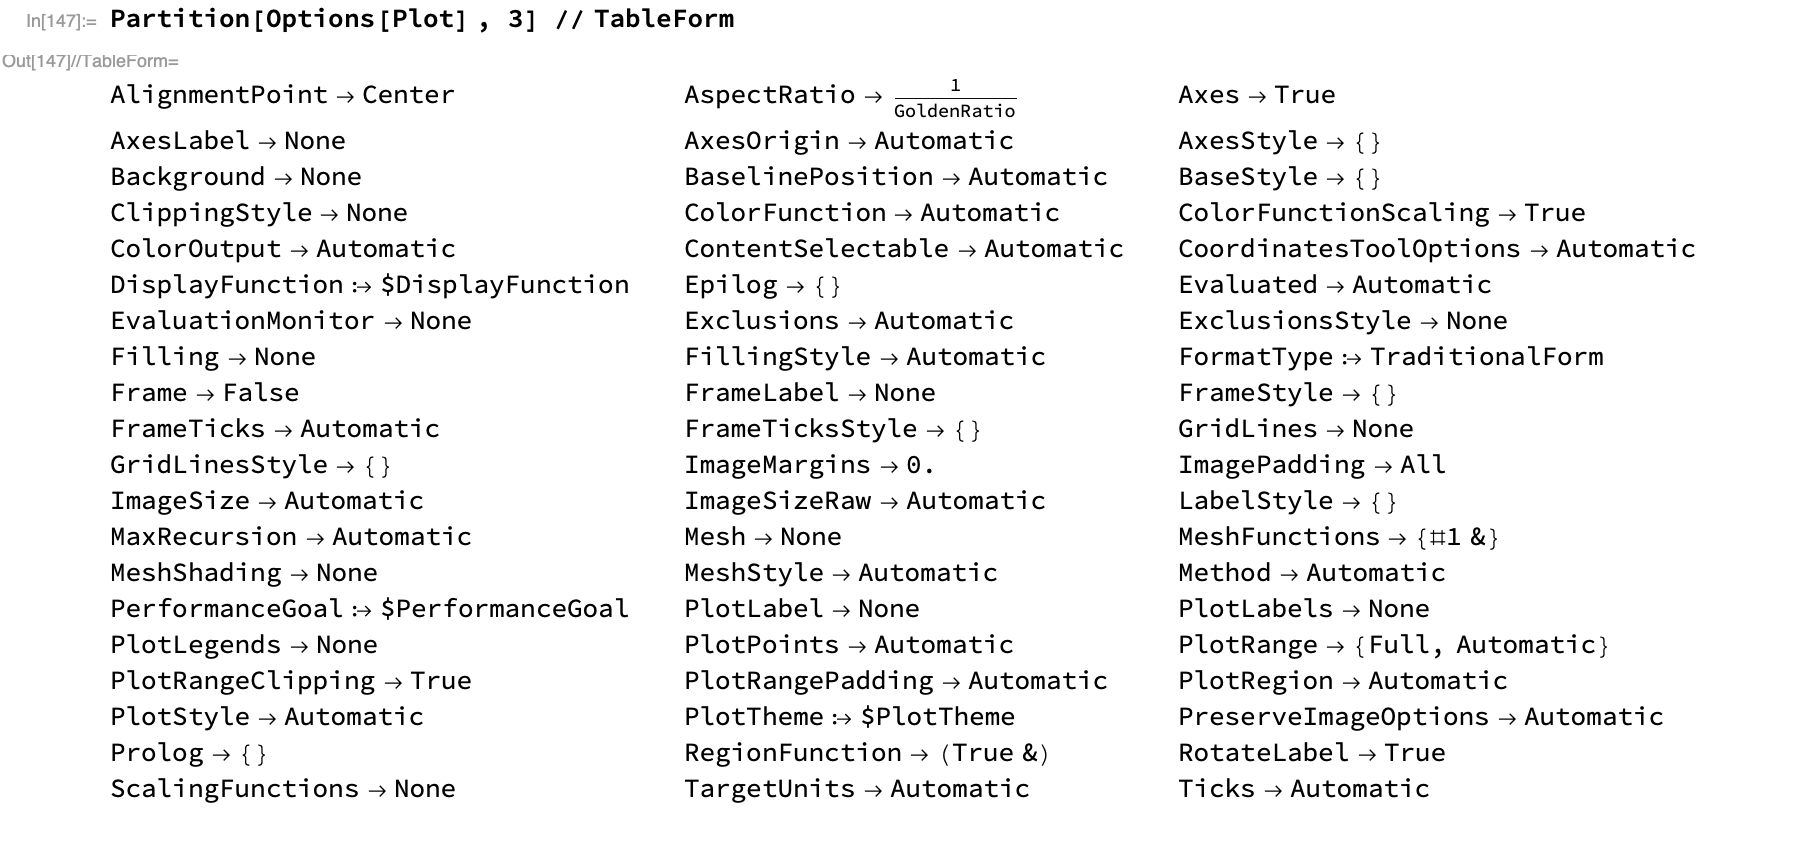 In[147]:= Partition[Options[Plot] , 3] // TableForm
Out[147]//TableForm=
AlignmentPoint → Center AspectRatio → 1/GoldenRatio Axes → True
AxesLabel → None AxesOrigin → Automatic AxesStyle → {}
Background → None BaselinePosition → Automatic BaseStyle → {}
ClippingStyle → None ColorFunction → Automatic ColorFunctionScaling → True
ColorOutput → Automatic ContentSelectable → Automatic CoordinatesToolOptions → Automatic
DisplayFunction :→ $DisplayFunction Epilog → {} Evaluated → Automatic
EvaluationMonitor → None Exclusions → Automatic ExclusionsStyle → None
Filling → None FillingStyle → Automatic FormatType :→ TraditionalForm
Frame → False FrameLabel → None FrameStyle → {}
FrameTicks → Automatic FrameTicksStyle → {} GridLines → None
GridLinesStyle → {} ImageMargins → 0. ImagePadding → All
ImageSize → Automatic ImageSizeRaw → Automatic LabelStyle → {}
MaxRecursion → Automatic Mesh → None MeshFunctions → {#1 &}
MeshShading → None MeshStyle → Automatic Method → Automatic
PerformanceGoal :→ $PerformanceGoal PlotLabel → None PlotLabels → None
PlotLegends → None PlotPoints → Automatic PlotRange → {Full, Automatic}
PlotRangeClipping → True PlotRangePadding → Automatic PlotRegion → Automatic
PlotStyle → Automatic PlotTheme :→ $PlotTheme PreserveImageOptions → Automatic
Prolog → {} RegionFunction → (True &) RotateLabel → True
ScalingFunctions → None TargetUnits → Automatic Ticks → Automatic